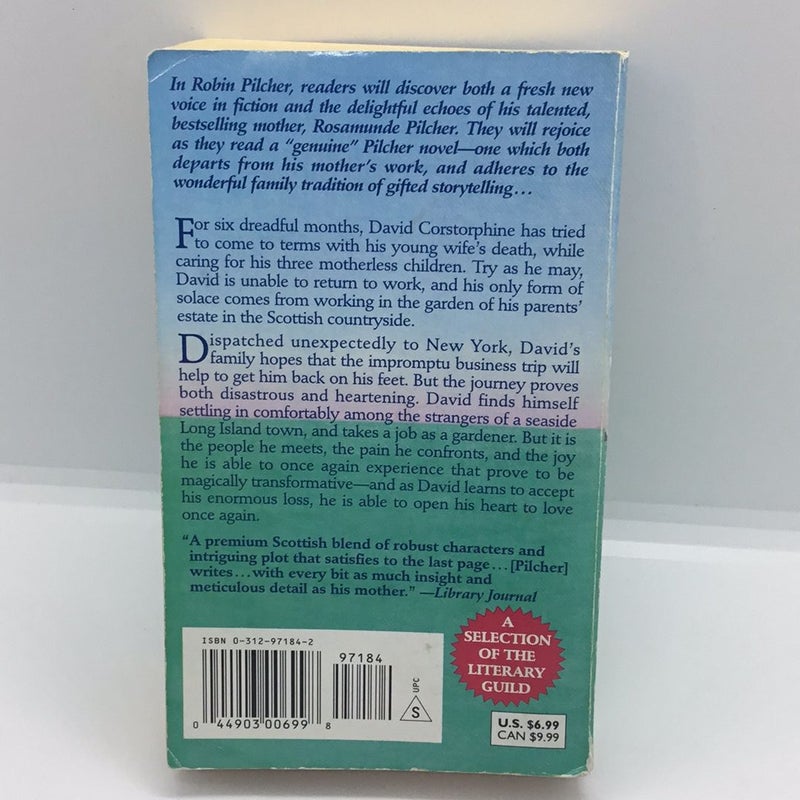 In Robin Pilcher, readers will discover both a fresh new
voice in fiction and the delightful echoes of his talented,
bestselling mother, Rosamunde Pilcher. They will rejoice
as they read a "genuine" Pilcher novel—one which both
departs from his mother's work, and adheres to the
wonderful family tradition of gifted storytelling...
For six dreadful months, David Corstorphine has tried
to come to terms with his young wife's death, while
caring for his three motherless children. Try as he may,
David is unable to return to work, and his only form of
solace comes from working in the garden of his parents'
estate in the Scottish countryside.
Dispatched unexpectedly to New York, David's
family hopes that the impromptu business trip will
help to get him back on his feet. But the journey proves
both disastrous and heartening. David finds himself
settling in comfortably among the strangers of a seaside
Long Island town, and takes a job as a gardener. But it is
the people he meets, the pain he confronts, and the joy
he is able to once again experience that prove to be
magically transformative—and as David learns to accept
his enormous loss, he is able to open his heart to love
once again.
"A premium Scottish blend of robust characters and
intriguing plot that satisfies to the last page...[Pilcher]
writes...with every bit as much insight and
meticulous detail as his mother." —Library Journal
A
SELECTION
OF THE
LITERARY
GUILD
ISBN 0-312-97184-2
97184
0 44903 00699 8
UPC
S
U.S. $6.99
CAN $9.99